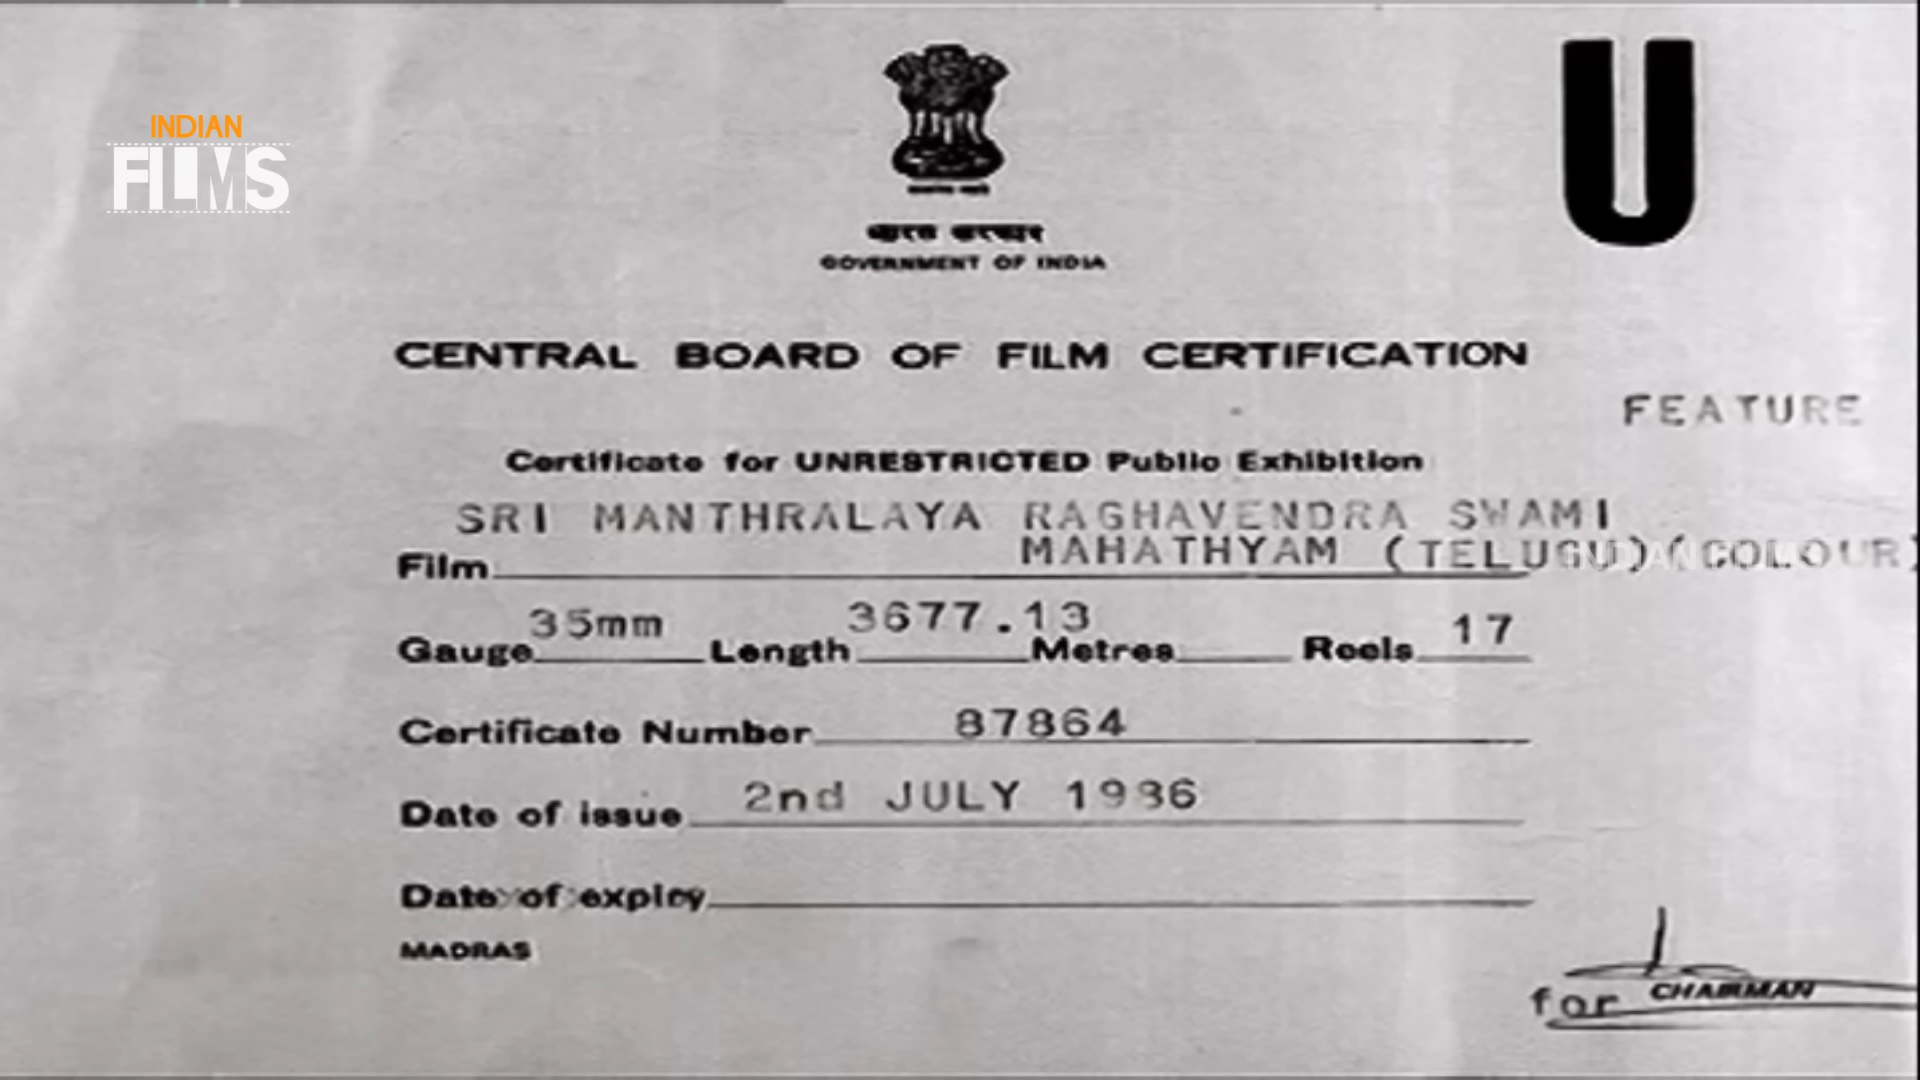 INDIAN
FILMS
U
भारत सरकार
GOVERNMENT OF INDIA
CENTRAL BOARD OF FILM CERTIFICATION
FEATURE
Certificate for UNRESTRICTED Public Exhibition
SRI MANTHRALAYA RAGHAVENDRA SWAMI
Film MAHATHYAM (TELUGU)(COLOUR)
Gauge 35mm Length 3677.13 Metres Reels 17
Certificate Number 87864
Date of issue 2nd JULY 1986
Date of expiry
MADRAS
for CHAIRMAN